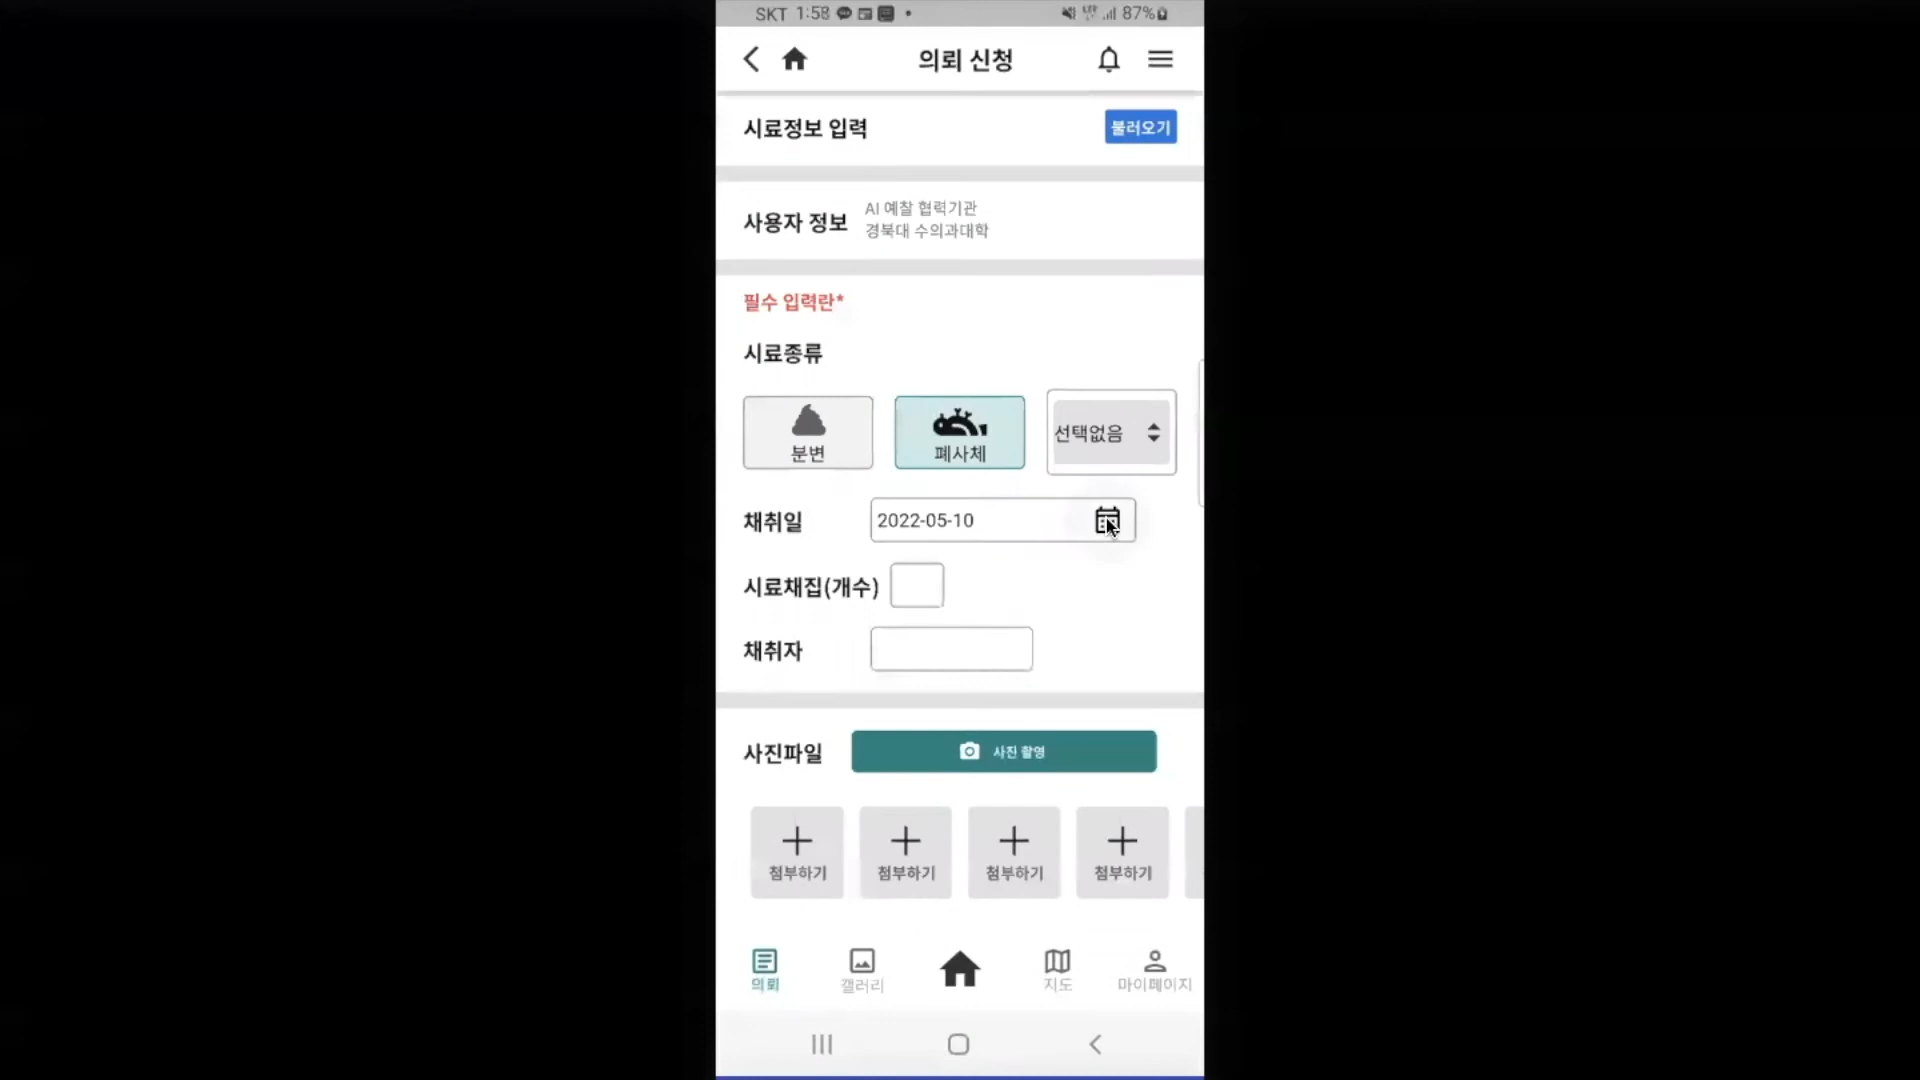 SKT 1:58 87%
의뢰 신청
시료정보 입력 불러오기
사용자 정보
AI 예찰 협력기관
경북대 수의과대학
필수 입력란*
시료종류
분변 폐사체 선택없음
채취일 2022-05-10
시료채집(개수)
채취자
사진파일 사진 촬영
첨부하기 첨부하기 첨부하기 첨부하기
의뢰 갤러리 지도 마이페이지